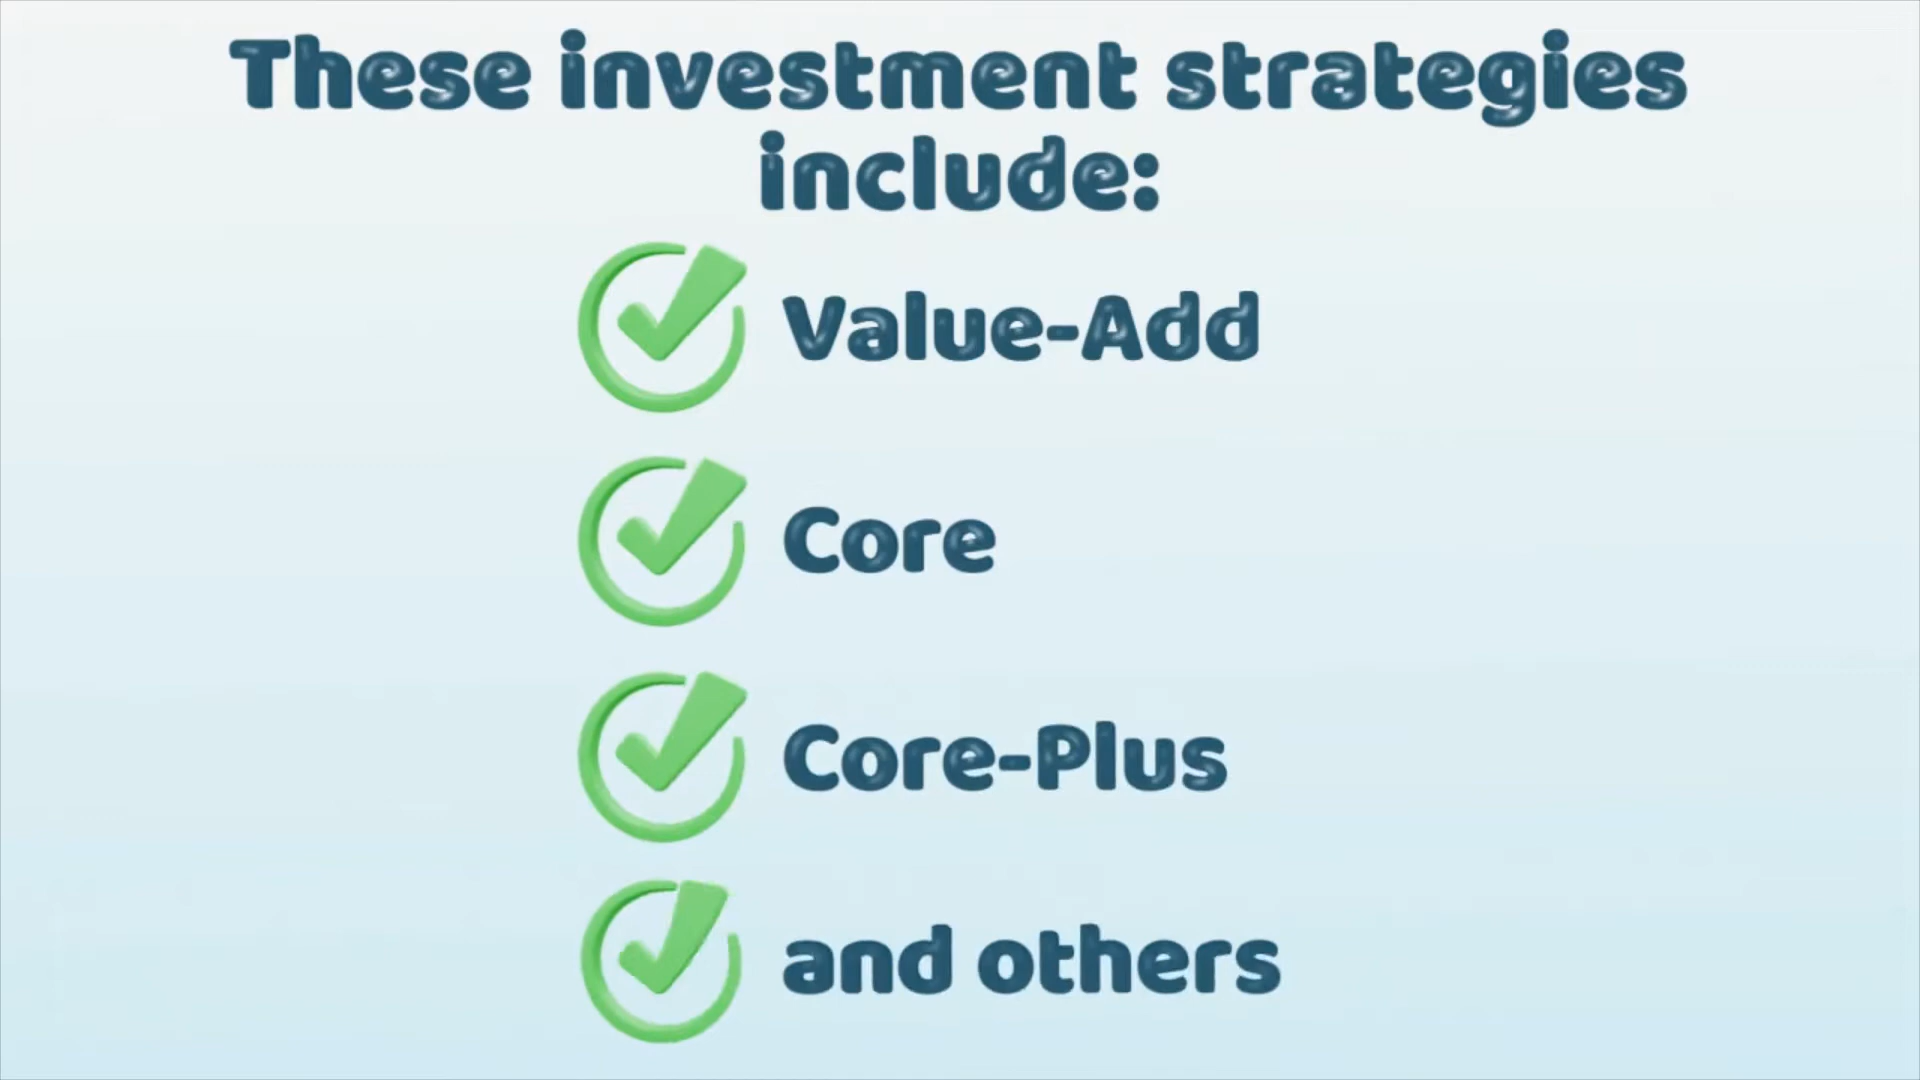 These investment strategies
include:
Value-Add
Core
Core-Plus
and others